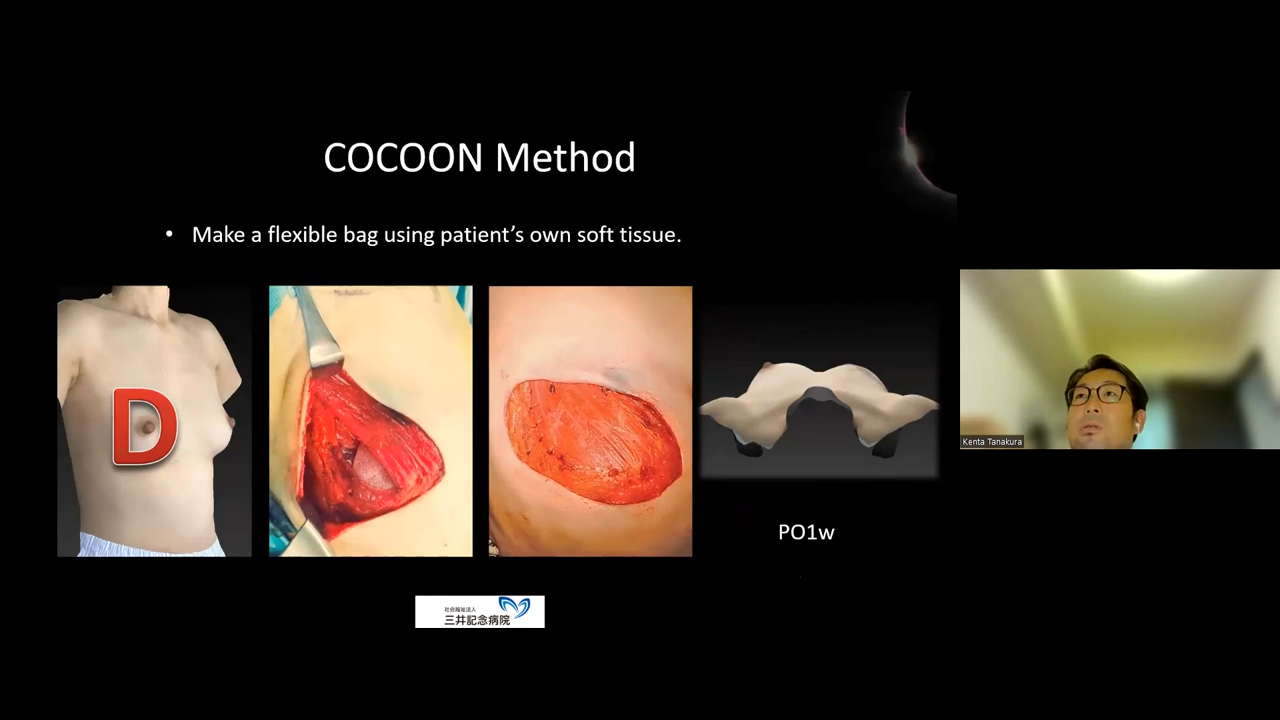 COCOON Method
• Make a flexible bag using patient's own soft tissue.
D
Kenta Tanakura
PO1w
社会福祉法人
三井記念病院